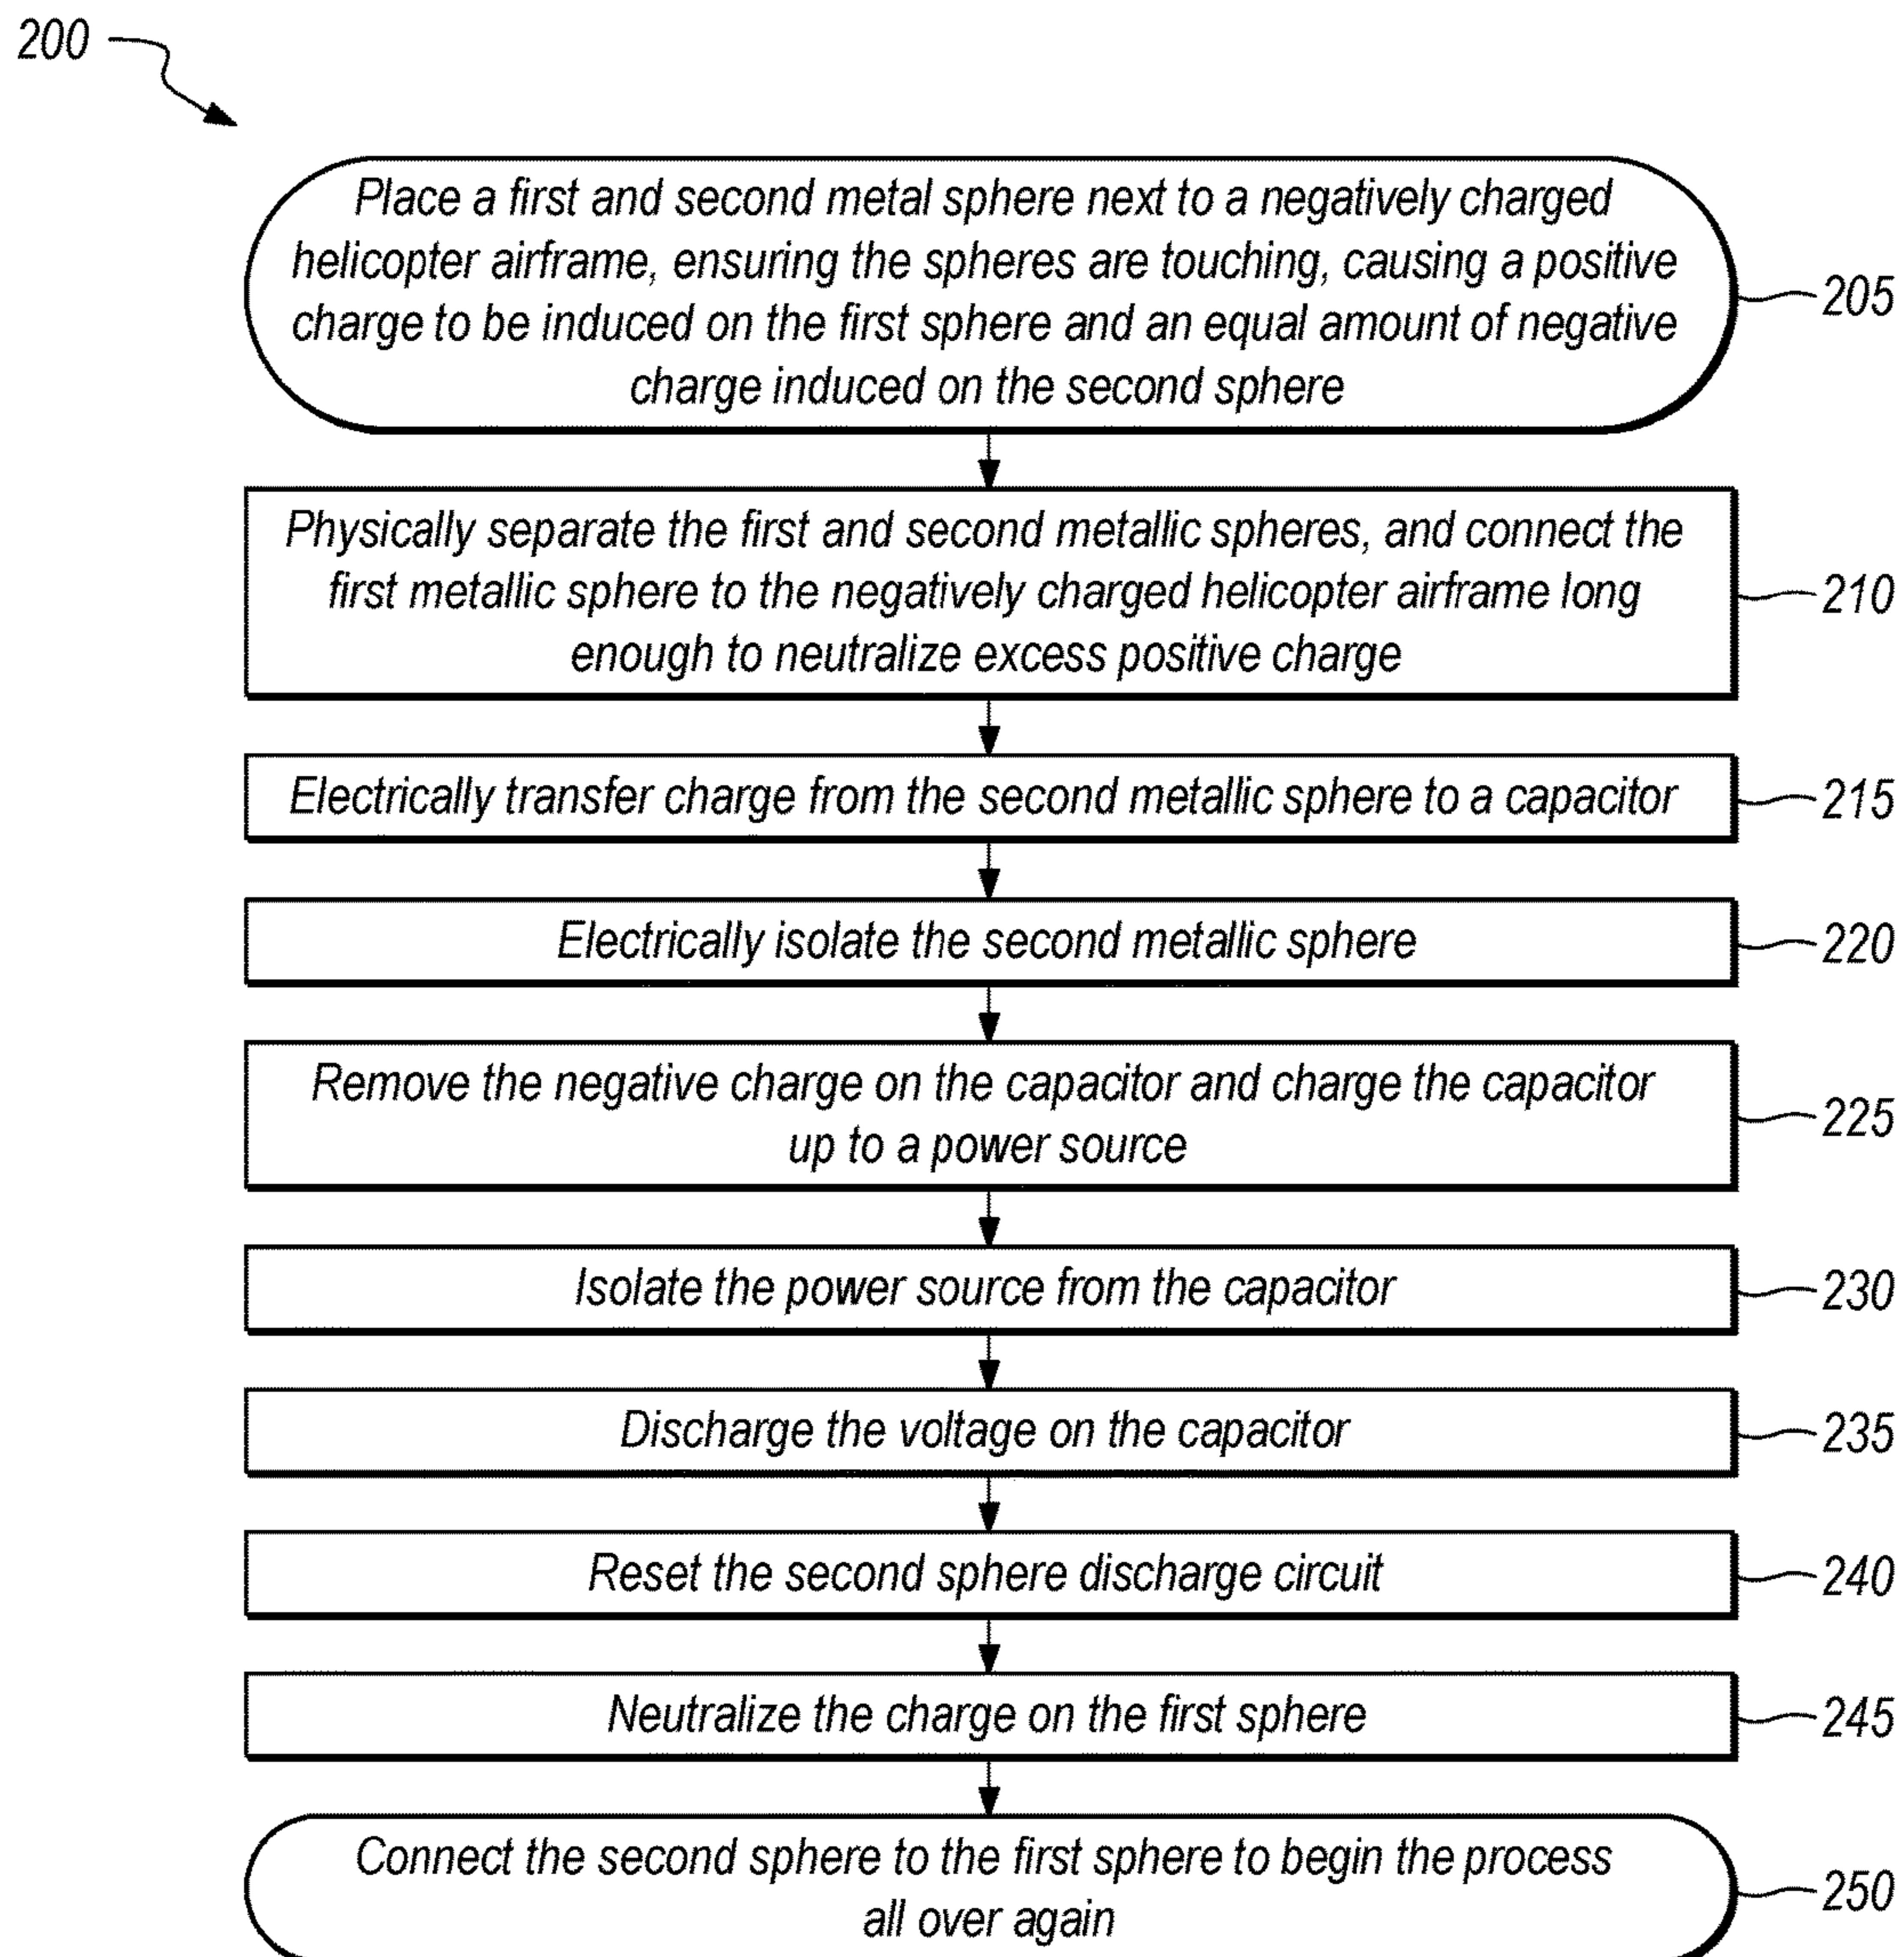 200
Place a first and second metal sphere next to a negatively charged
helicopter airframe, ensuring the spheres are touching, causing a positive
charge to be induced on the first sphere and an equal amount of negative
charge induced on the second sphere
205
Physically separate the first and second metallic spheres, and connect the
first metallic sphere to the negatively charged helicopter airframe long
enough to neutralize excess positive charge
210
Electrically transfer charge from the second metallic sphere to a capacitor
215
Electrically isolate the second metallic sphere
220
Remove the negative charge on the capacitor and charge the capacitor
up to a power source
225
Isolate the power source from the capacitor
230
Discharge the voltage on the capacitor
235
Reset the second sphere discharge circuit
240
Neutralize the charge on the first sphere
245
Connect the second sphere to the first sphere to begin the process
all over again
250